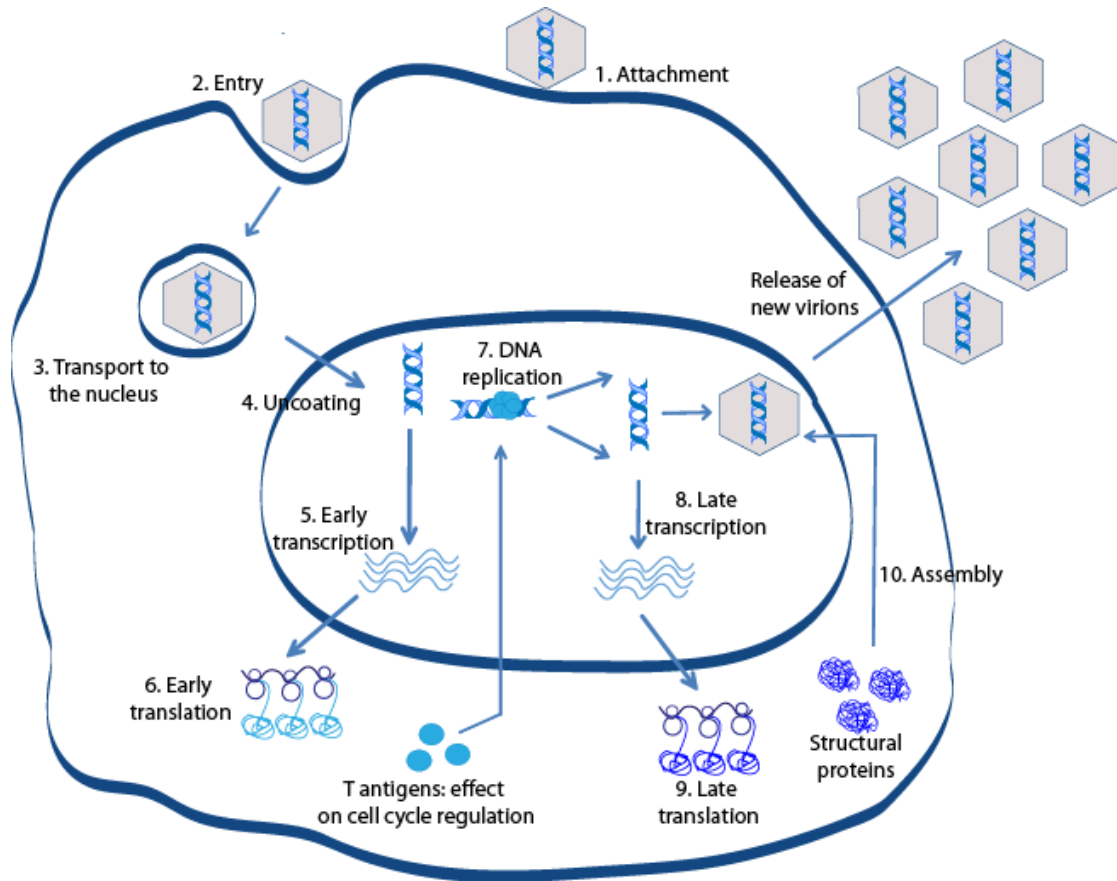 1. Attachment
2. Entry
3. Transport to
the nucleus
4. Uncoating
5. Early
transcription
6. Early
translation
T antigens: effect
on cell cycle regulation
7. DNA
replication
8. Late
transcription
9. Late
translation
Structural
proteins
10. Assembly
Release of
new virions